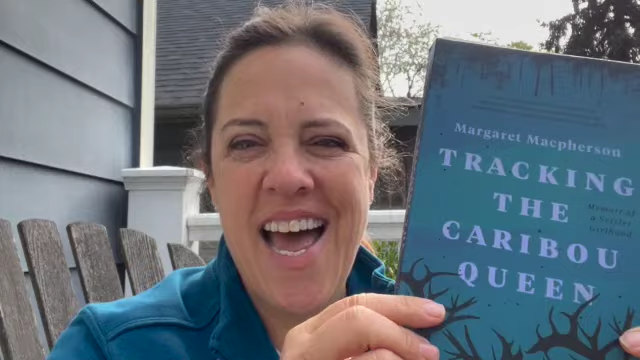 Margaret Macpherson
TRACKING
THE
Memoir of
a Settler
Girlhood
CARIBOU
QUEEN